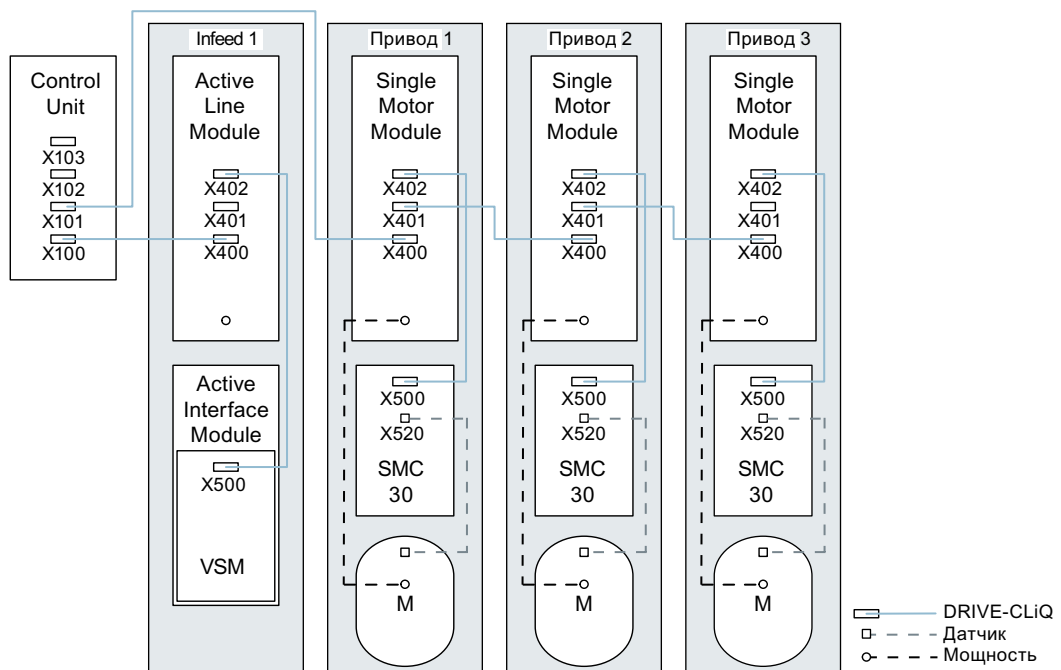 Control
Unit
X103
X102
X101
X100
Infeed 1
Active
Line
Module
X402
X401
X400
Active
Interface
Module
X500
VSM
Привод 1
Single
Motor
Module
X402
X401
X400
X500
X520
SMC
30
M
Привод 2
Single
Motor
Module
X402
X401
X400
X500
X520
SMC
30
M
Привод 3
Single
Motor
Module
X402
X401
X400
X500
X520
SMC
30
M
DRIVE-CLiQ
Датчик
Мощность